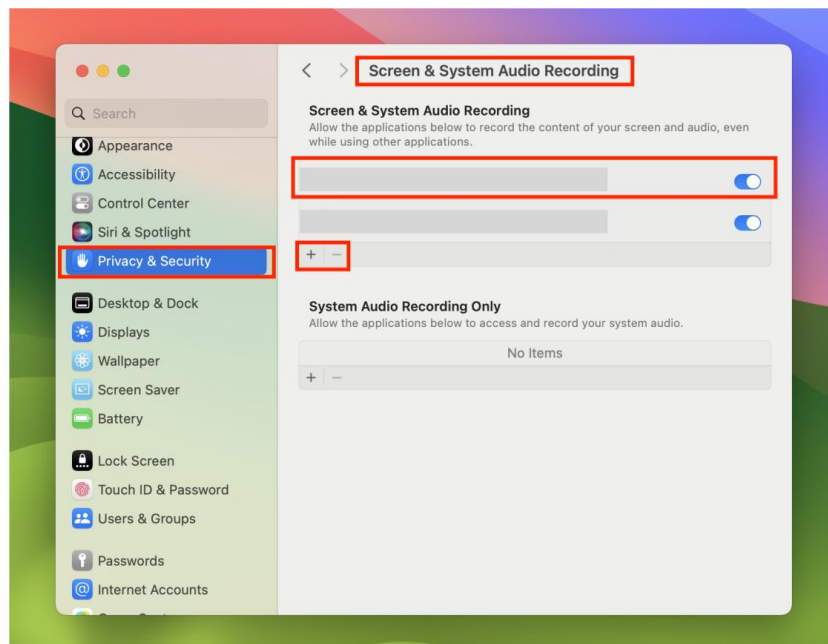 Screen & System Audio Recording
Search
Appearance
Accessibility
Control Center
Siri & Spotlight
Privacy & Security
Desktop & Dock
Displays
Wallpaper
Screen Saver
Battery
Lock Screen
Touch ID & Password
Users & Groups
Passwords
Internet Accounts
Screen & System Audio Recording
Allow the applications below to record the content of your screen and audio, even
while using other applications.
+ −
System Audio Recording Only
Allow the applications below to access and record your system audio.
No Items
+ −